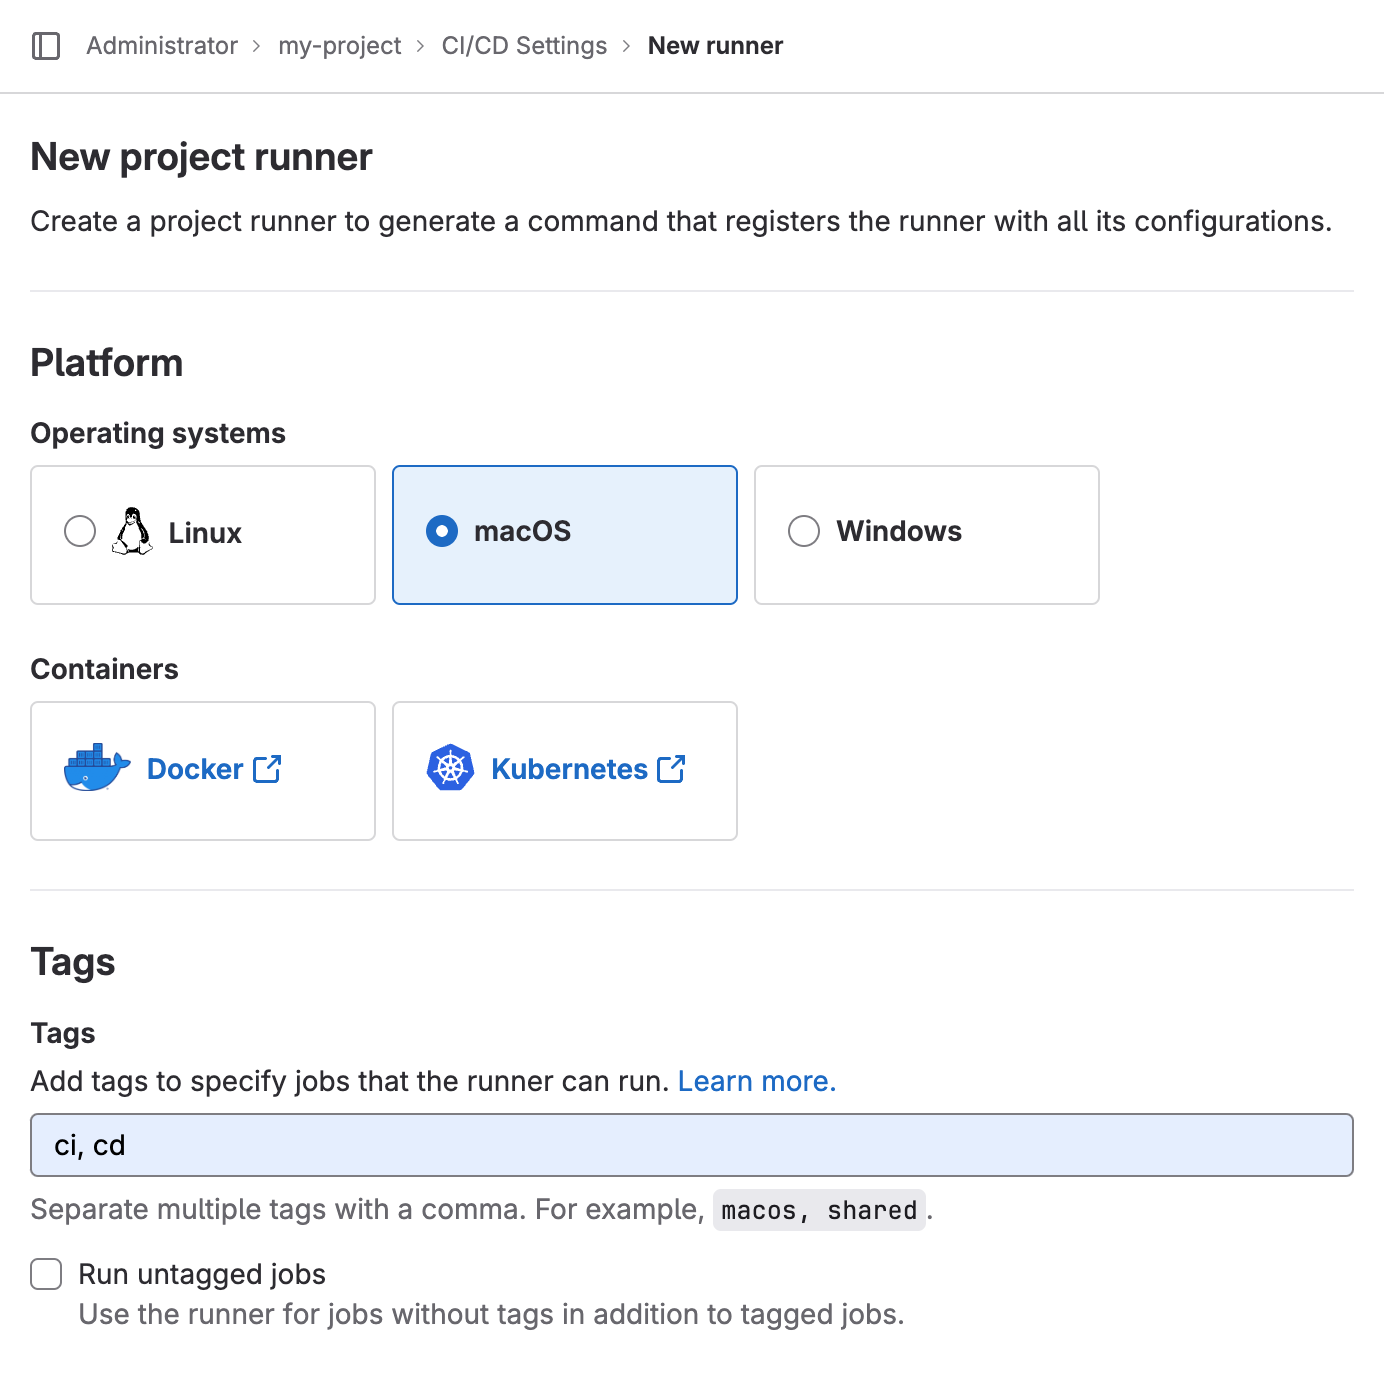 Administrator > my-project > CI/CD Settings > New runner
New project runner
Create a project runner to generate a command that registers the runner with all its configurations.
Platform
Operating systems
Linux macOS Windows
Containers
Docker Kubernetes
Tags
Tags
Add tags to specify jobs that the runner can run. Learn more.
ci, cd
Separate multiple tags with a comma. For example, macos, shared.
Run untagged jobs
Use the runner for jobs without tags in addition to tagged jobs.